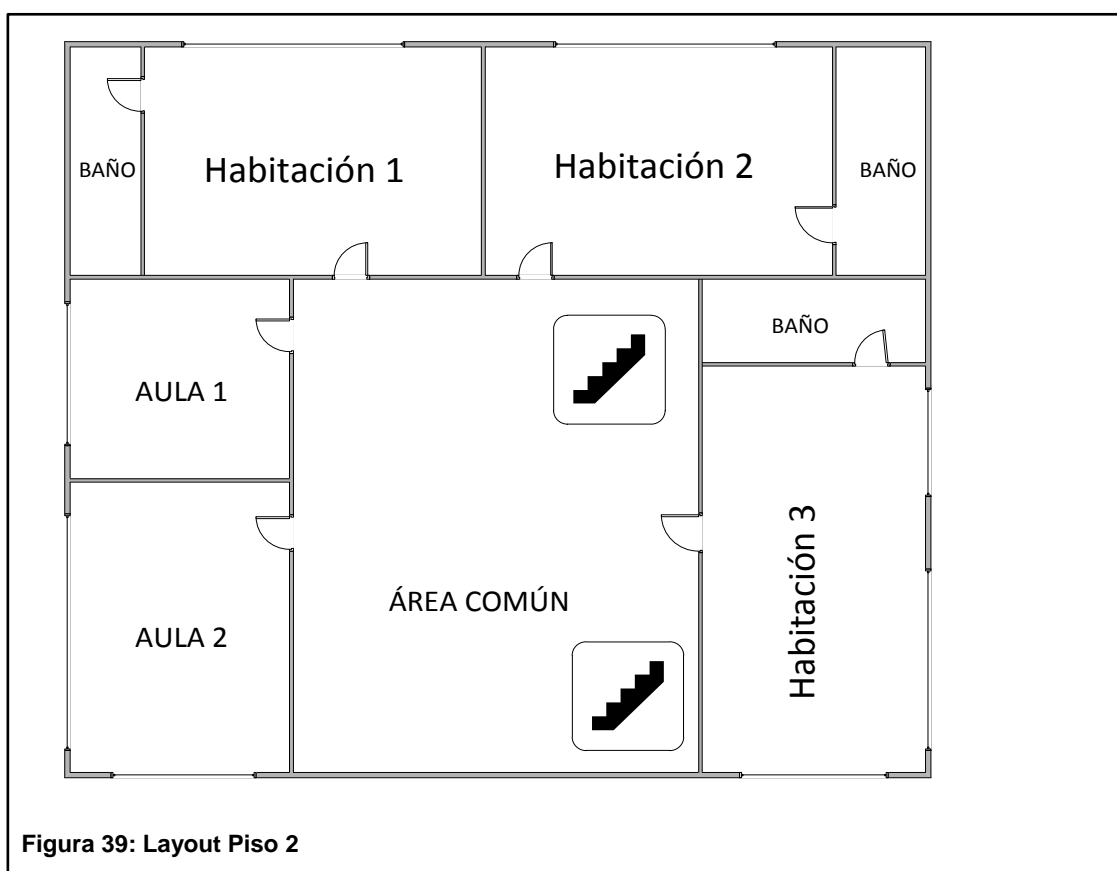 BAÑO
Habitación 1
Habitación 2
BAÑO
BAÑO
AULA 1
Habitación 3
ÁREA COMÚN
AULA 2
Figura 39: Layout Piso 2